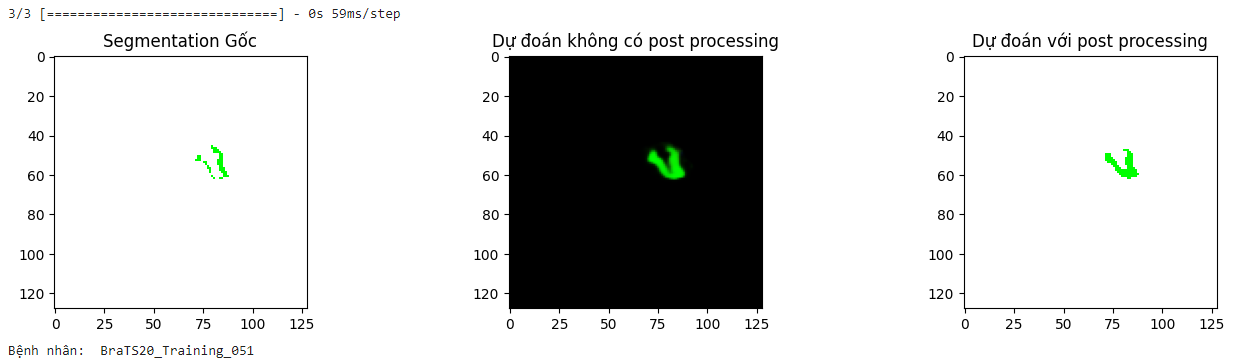 3/3 [==============================] - 0s 59ms/step
Segmentation Gốc
Dự đoán không có post processing
Dự đoán với post processing
0
20
40
60
80
100
120
0 25 50 75 100 125
0
20
40
60
80
100
120
0 25 50 75 100 125
0
20
40
60
80
100
120
0 25 50 75 100 125
Bệnh nhân:  BraTS20_Training_051